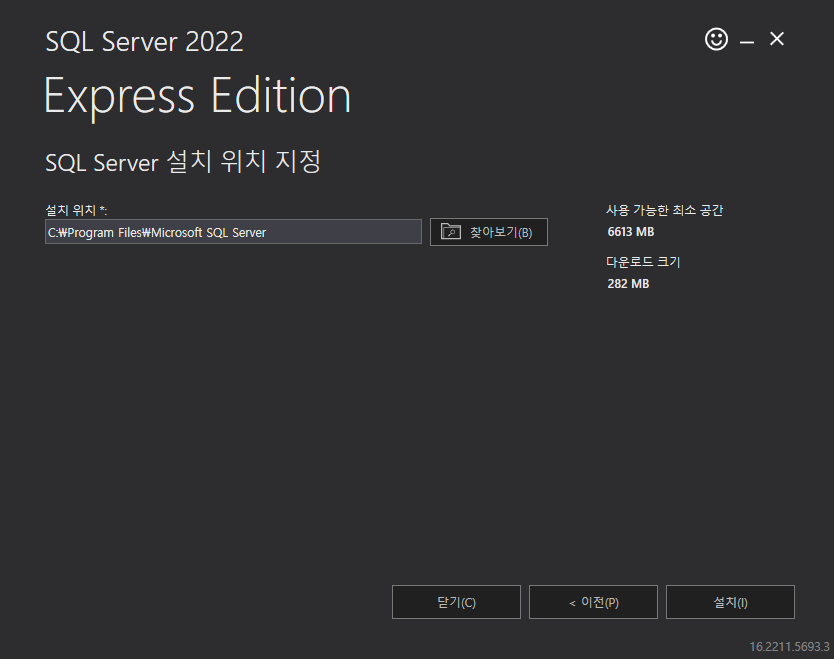 SQL Server 2022
Express Edition
SQL Server 설치 위치 지정
설치 위치 *:
C:₩Program Files₩Microsoft SQL Server
찾아보기(B)
사용 가능한 최소 공간
6613 MB
다운로드 크기
282 MB
닫기(C)
< 이전(P)
설치(I)
16.2211.5693.3